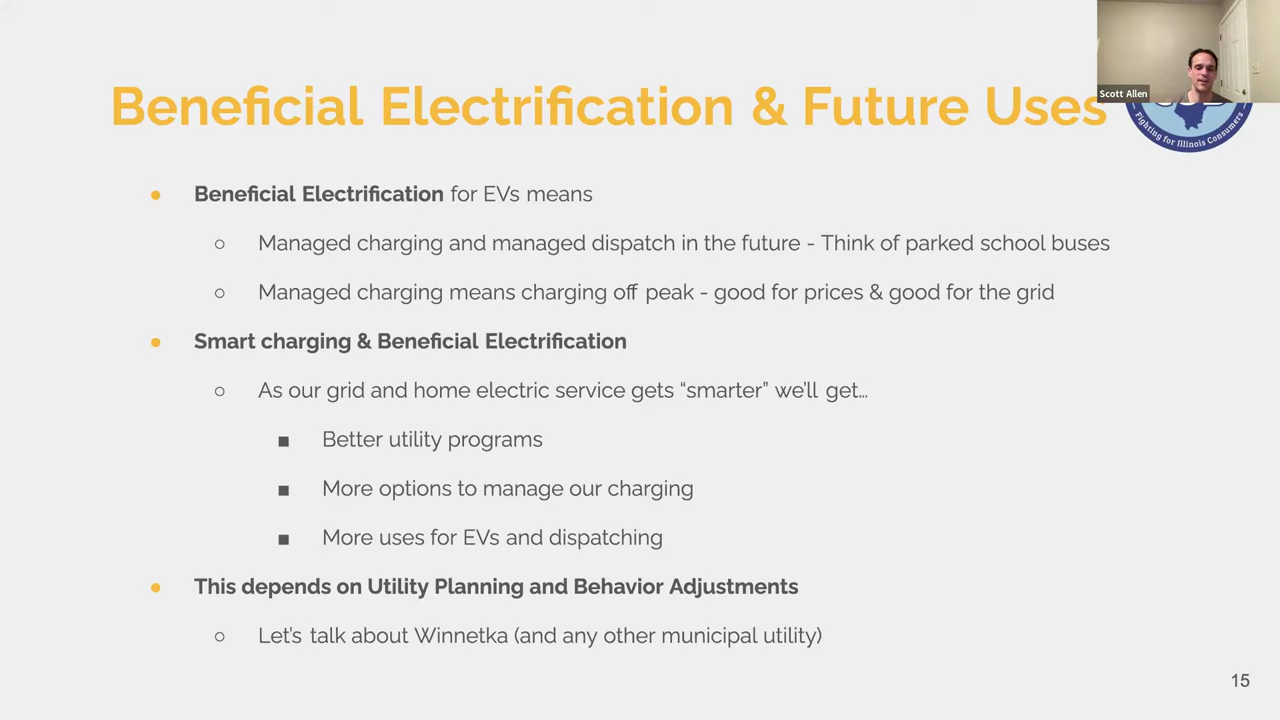 Scott Allen
Beneficial Electrification & Future Uses
Fighting for Illinois Consumers
● Beneficial Electrification for EVs means
○ Managed charging and managed dispatch in the future - Think of parked school buses
○ Managed charging means charging off peak - good for prices & good for the grid
● Smart charging & Beneficial Electrification
○ As our grid and home electric service gets “smarter” we’ll get…
■ Better utility programs
■ More options to manage our charging
■ More uses for EVs and dispatching
● This depends on Utility Planning and Behavior Adjustments
○ Let’s talk about Winnetka (and any other municipal utility)
15